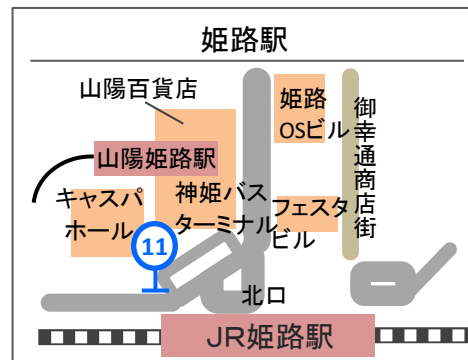 姫路駅
山陽百貨店
姫路
OSビル
御幸通商店街
山陽姫路駅
キャスパ
ホール
神姫バス
ターミナル
フェスタ
ビル
11
北口
JR姫路駅